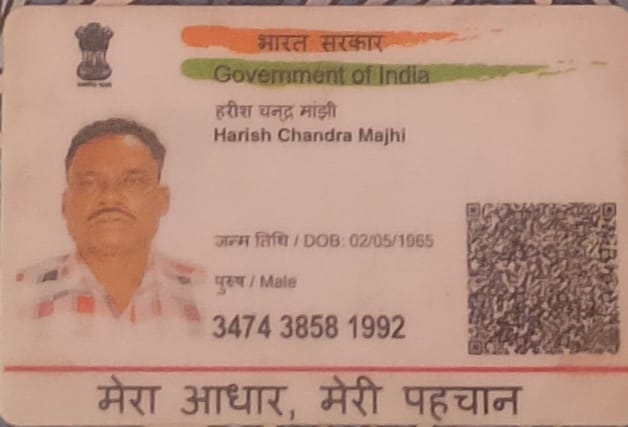 भारत सरकार
Government of India
हरीश चन्द्र मांझी
Harish Chandra Majhi
जन्म तिथि / DOB: 02/05/1965
पुरुष / Male
3474 3858 1992
मेरा आधार, मेरी पहचान